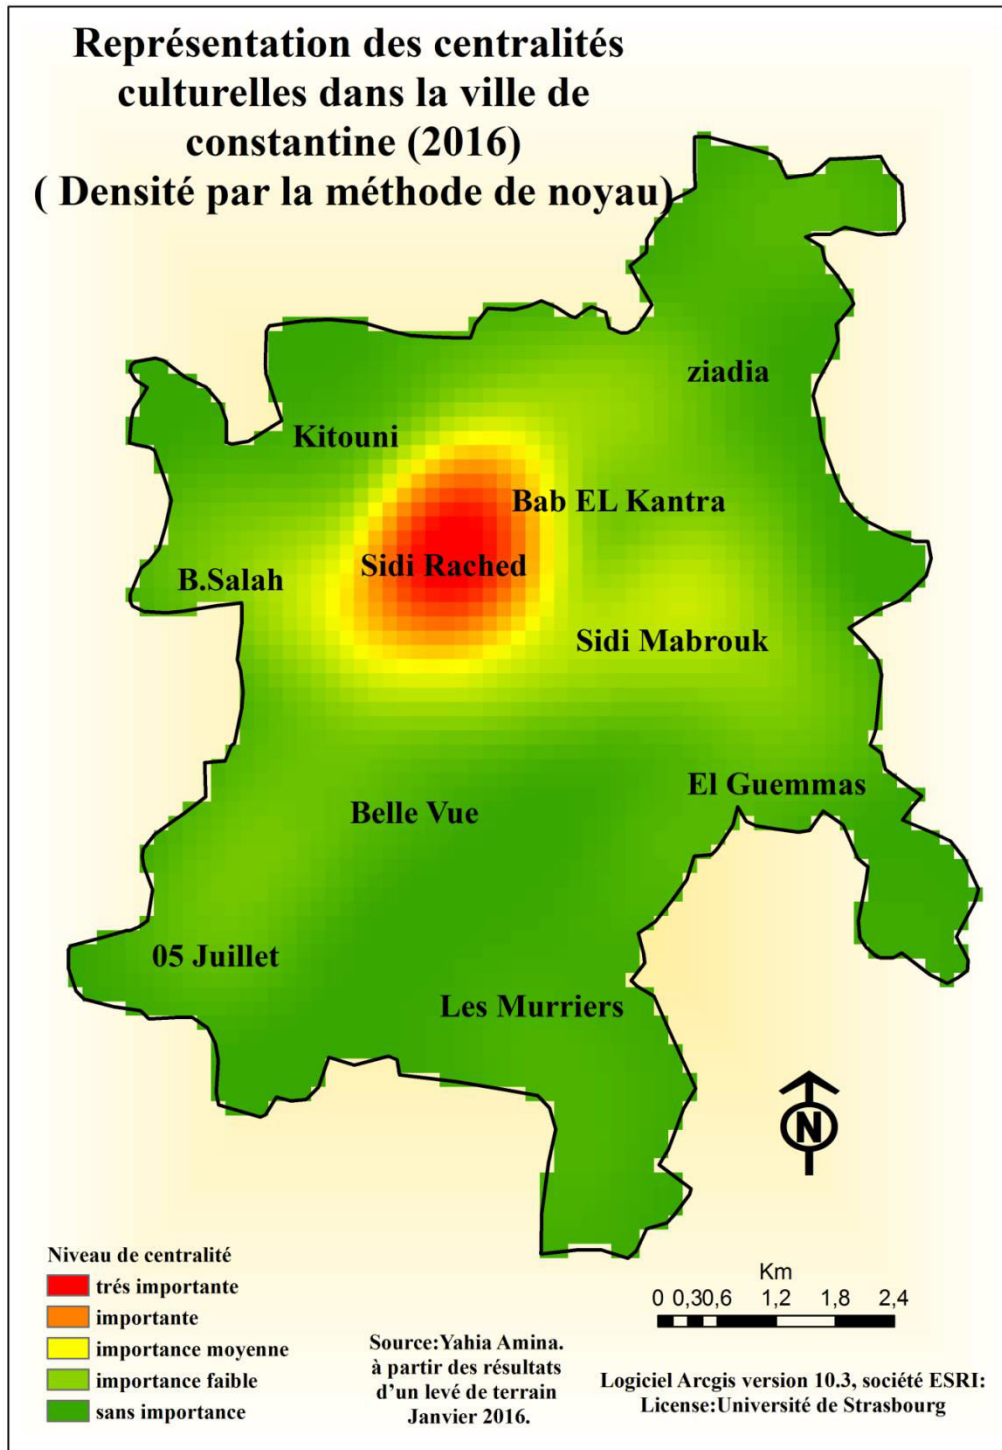 Représentation des centralités
culturelles dans la ville de
constantine (2016)
( Densité par la méthode de noyau)
ziadia
Kitouni
Bab EL Kantra
Sidi Rached
B.Salah
Sidi Mabrouk
El Guemmas
Belle Vue
05 Juillet
Les Murriers
N
Niveau de centralité
trés importante
importante
importance moyenne
importance faible
sans importance
Source:Yahia Amina.
à partir des résultats
d'un levé de terrain
Janvier 2016.
Km
0 0,30,6 1,2 1,8 2,4
Logiciel Arcgis version 10.3, société ESRI:
License:Université de Strasbourg